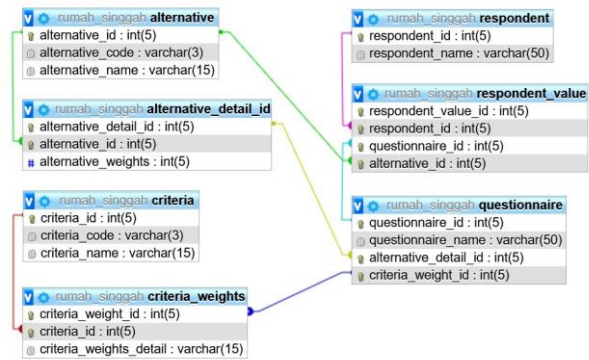 rumah_singgah alternative
alternative_id : int(5)
alternative_code : varchar(3)
alternative_name : varchar(15)
rumah_singgah alternative_detail_id
alternative_detail_id : int(5)
alternative_id : int(5)
# alternative_weights : int(5)
rumah_singgah criteria
criteria_id : int(5)
criteria_code : varchar(3)
criteria_name : varchar(15)
rumah_singgah criteria_weights
criteria_weight_id : int(5)
criteria_id : int(5)
criteria_weights_detail : varchar(15)
rumah_singgah respondent
respondent_id : int(5)
respondent_name : varchar(50)
rumah_singgah respondent_value
respondent_value_id : int(5)
respondent_id : int(5)
questionnaire_id : int(5)
alternative_id : int(5)
rumah_singgah questionnaire
questionnaire_id : int(5)
questionnaire_name : varchar(50)
alternative_detail_id : int(5)
criteria_weight_id : int(5)